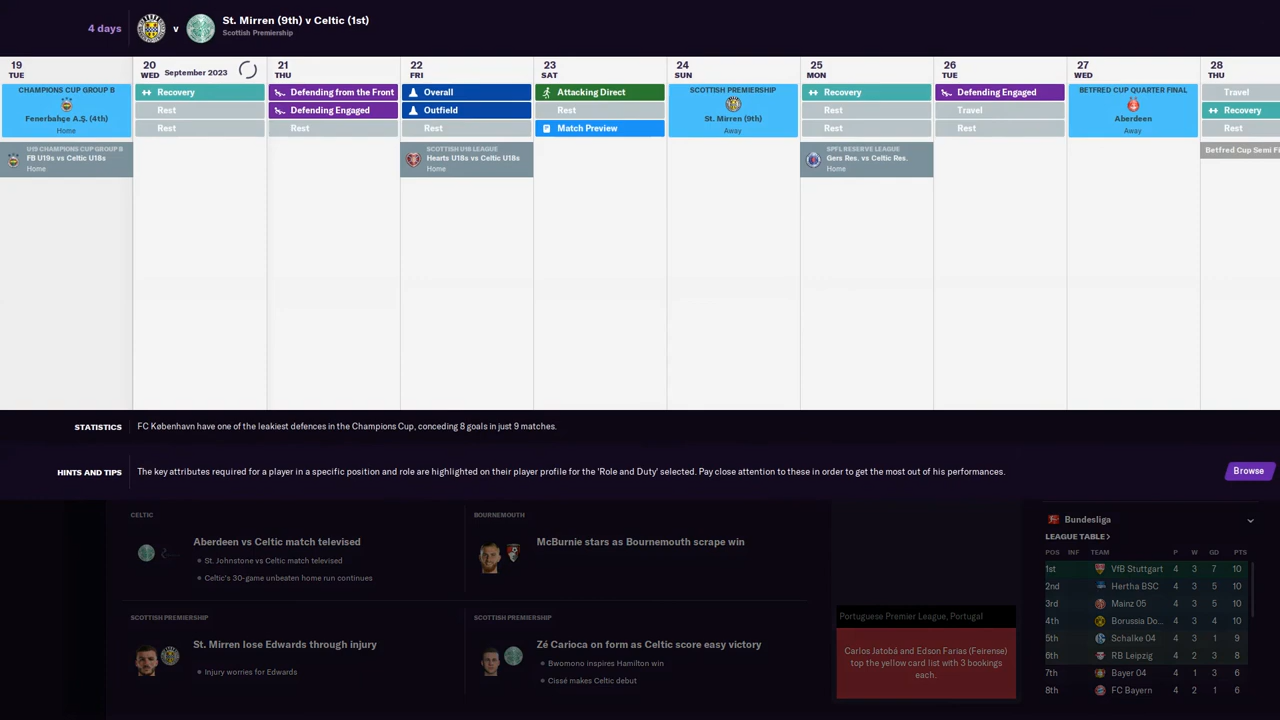 4 days
v
St. Mirren (9th) v Celtic (1st)
Scottish Premiership
19
TUE
20
WED
September 2023
21
THU
22
FRI
23
SAT
24
SUN
25
MON
26
TUE
27
WED
28
THU
CHAMPIONS CUP GROUP B
Fenerbahçe A.Ş. (4th)
Home
U19 CHAMPIONS CUP GROUP B
FB U19s vs Celtic U18s
Home
Recovery
Rest
Rest
Defending from the Front
Defending Engaged
Rest
Overall
Outfield
Rest
SCOTTISH U18 LEAGUE
Hearts U18s vs Celtic U18s
Home
Attacking Direct
Rest
Match Preview
SCOTTISH PREMIERSHIP
St. Mirren (9th)
Away
Recovery
Rest
Rest
SPFL RESERVE LEAGUE
Gers Res. vs Celtic Res.
Home
Defending Engaged
Travel
Rest
BETFRED CUP QUARTER FINAL
Aberdeen
Away
Travel
Recovery
Rest
Betfred Cup Semi Fi
STATISTICS
FC København have one of the leakiest defences in the Champions Cup, conceding 8 goals in just 9 matches.
HINTS AND TIPS
The key attributes required for a player in a specific position and role are highlighted on their player profile for the 'Role and Duty' selected. Pay close attention to these in order to get the most out of his performances.
Browse
CELTIC
Aberdeen vs Celtic match televised
St. Johnstone vs Celtic match televised
Celtic's 30-game unbeaten home run continues
BOURNEMOUTH
McBurnie stars as Bournemouth scrape win
SCOTTISH PREMIERSHIP
St. Mirren lose Edwards through injury
Injury worries for Edwards
SCOTTISH PREMIERSHIP
Zé Carioca on form as Celtic score easy victory
Bwomono inspires Hamilton win
Cissé makes Celtic debut
Portuguese Premier League, Portugal
Carlos Jatobá and Edson Farias (Feirense)
top the yellow card list with 3 bookings
each.
Bundesliga
LEAGUE TABLE
POS INF TEAM P W GD PTS
1st VfB Stuttgart 4 3 7 10
2nd Hertha BSC 4 3 5 10
3rd Mainz 05 4 3 5 10
4th Borussia Do... 4 3 4 10
5th Schalke 04 4 3 1 9
6th RB Leipzig 4 2 3 8
7th Bayer 04 4 1 3 6
8th FC Bayern 4 2 1 6